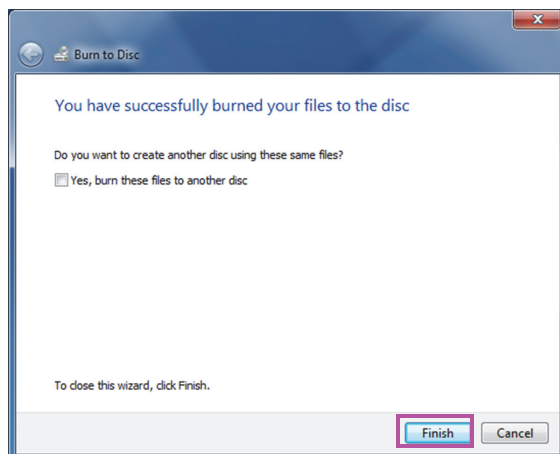 Burn to Disc
You have successfully burned your files to the disc
Do you want to create another disc using these same files?
Yes, burn these files to another disc
To close this wizard, click Finish.
Finish Cancel